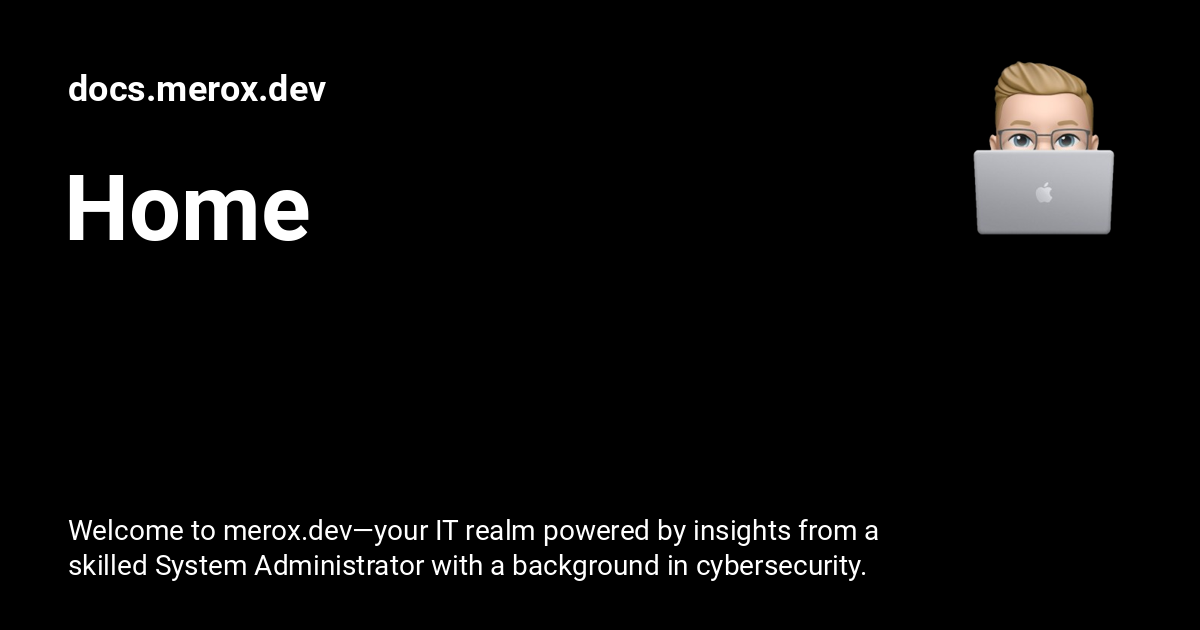 docs.merox.dev
Home
Welcome to merox.dev—your IT realm powered by insights from a
skilled System Administrator with a background in cybersecurity.